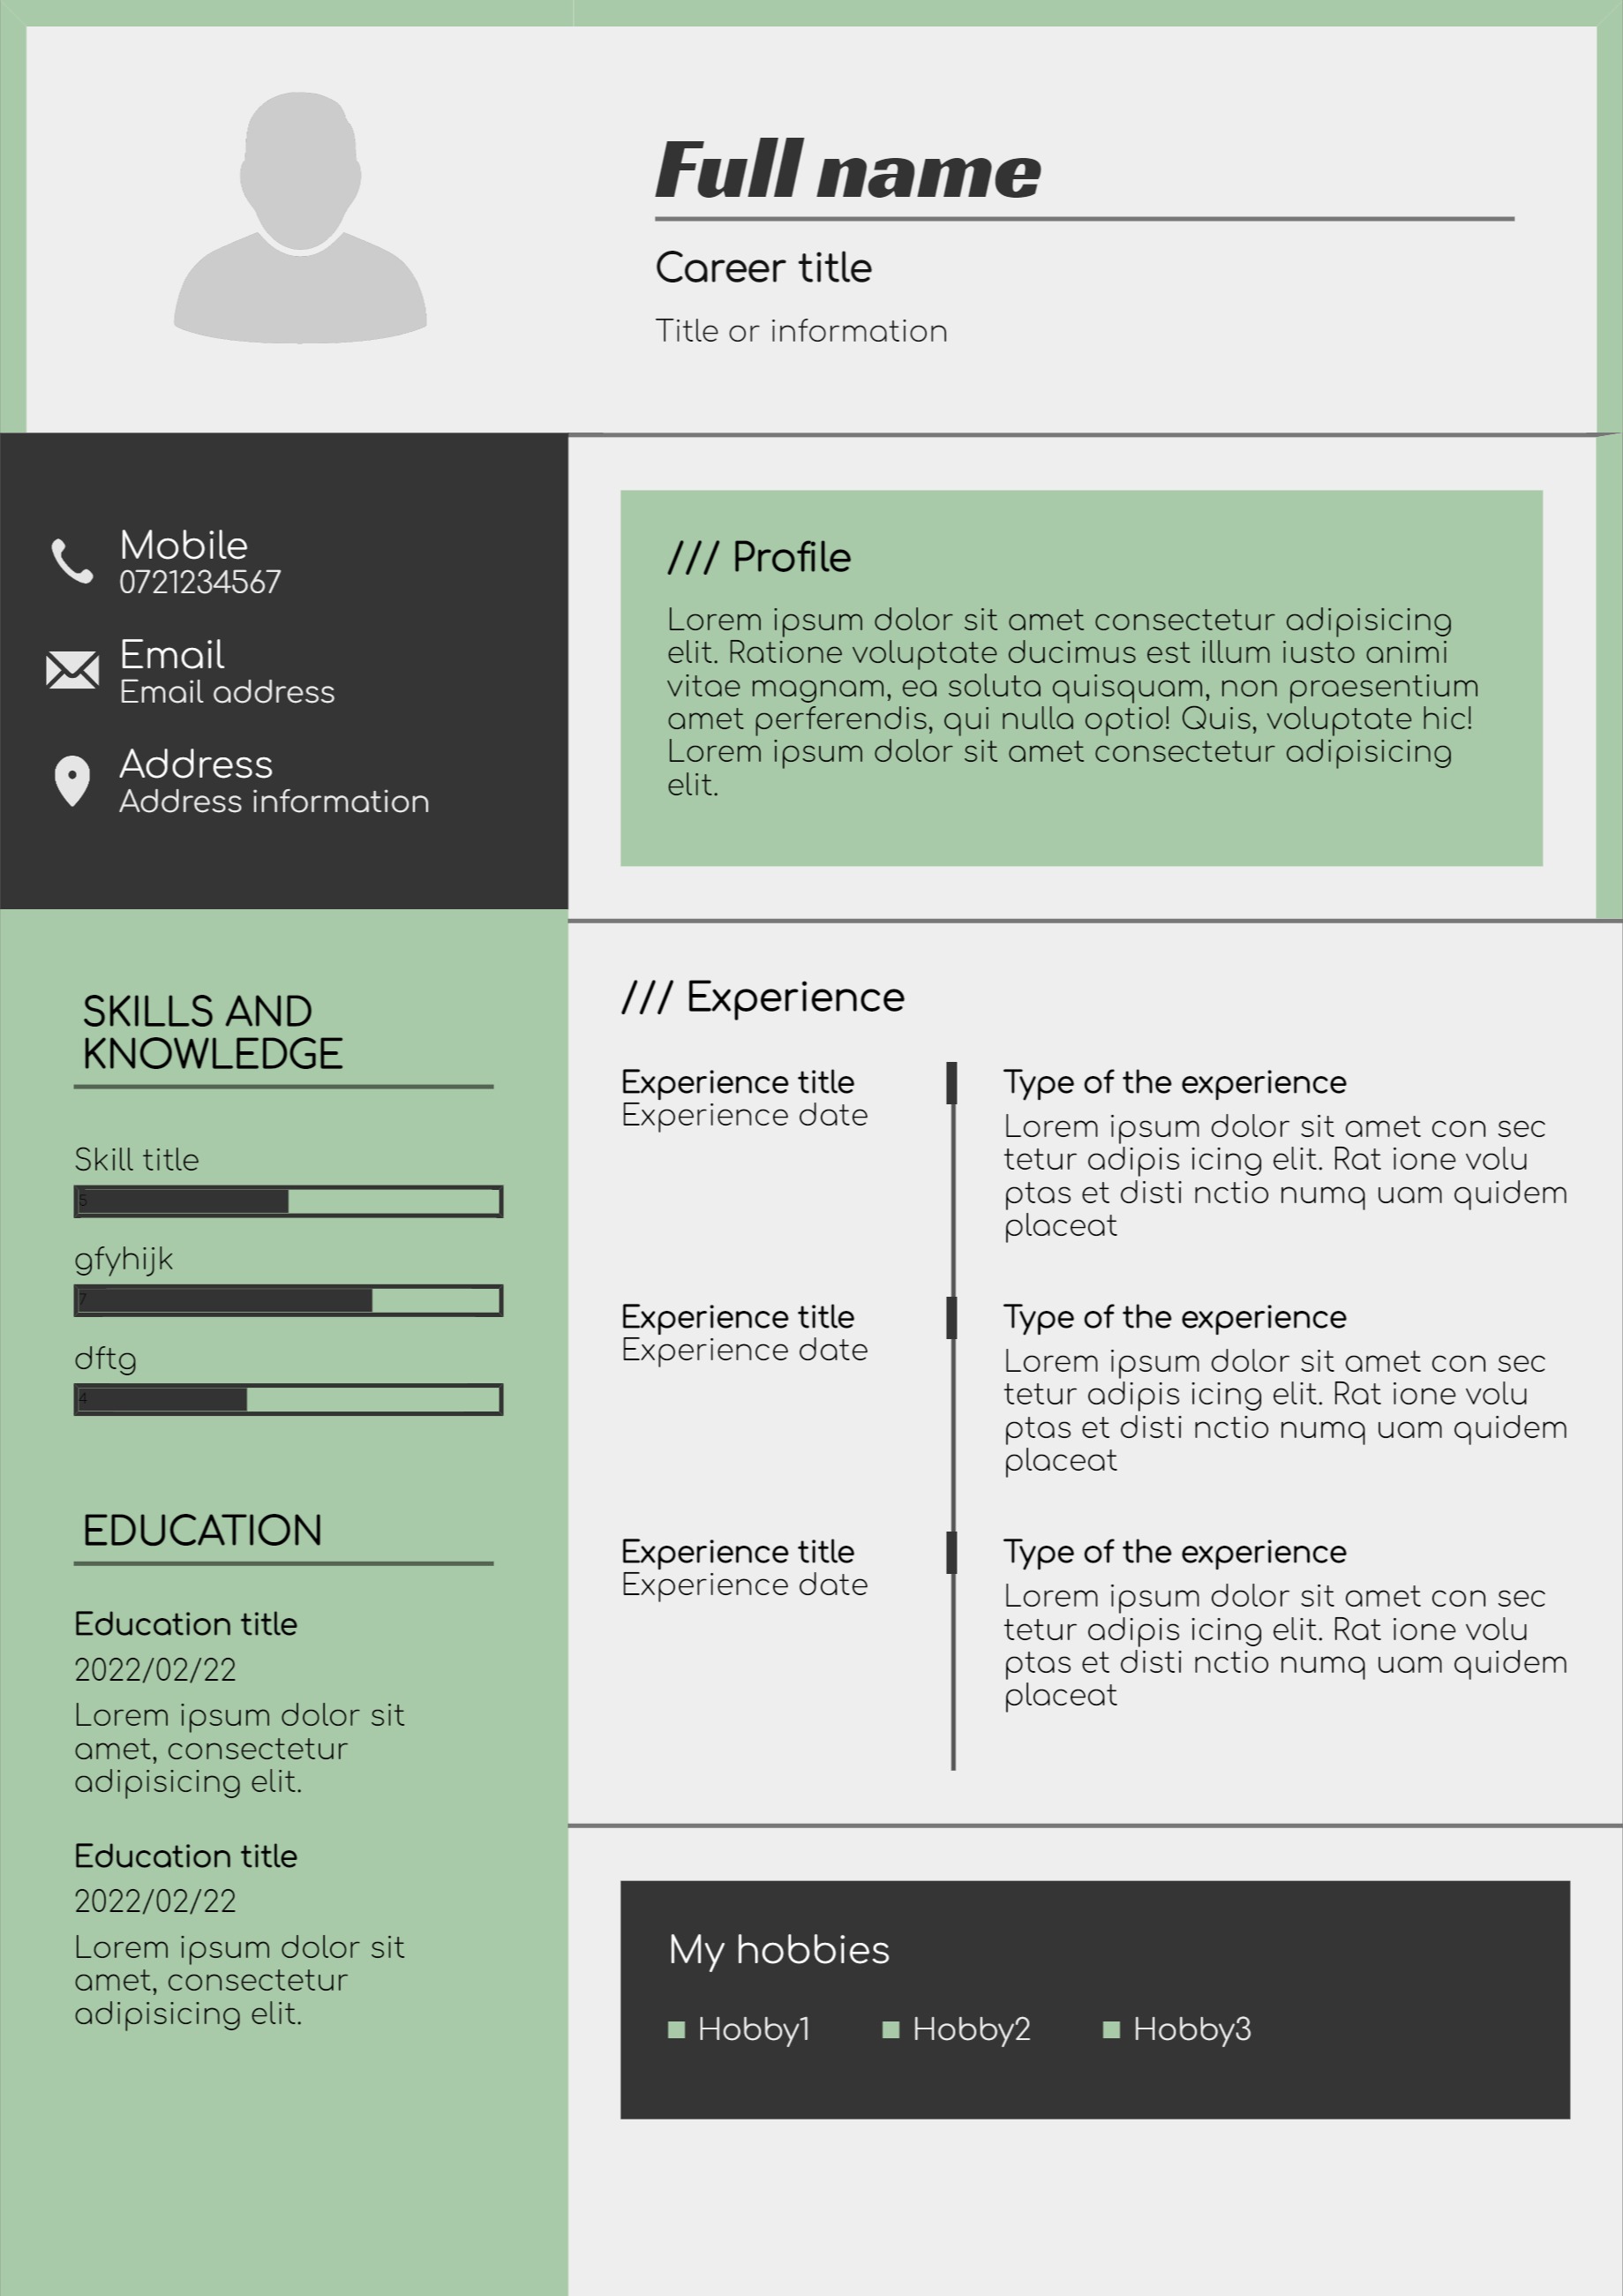 Full name
Career title
Title or information
Mobile
0721234567
Email
Email address
Address
Address information
/// Profile
Lorem ipsum dolor sit amet consectetur adipisicing
elit. Ratione voluptate ducimus est illum iusto animi
vitae magnam, ea soluta quisquam, non praesentium
amet perferendis, qui nulla optio! Quis, voluptate hic!
Lorem ipsum dolor sit amet consectetur adipisicing
elit.
SKILLS AND
KNOWLEDGE
Skill title
5
gfyhijk
7
dftg
4
EDUCATION
Education title
2022/02/22
Lorem ipsum dolor sit
amet, consectetur
adipisicing elit.
Education title
2022/02/22
Lorem ipsum dolor sit
amet, consectetur
adipisicing elit.
/// Experience
Experience title
Experience date
Type of the experience
Lorem ipsum dolor sit amet con sec
tetur adipis icing elit. Rat ione volu
ptas et disti nctio numq uam quidem
placeat
Experience title
Experience date
Type of the experience
Lorem ipsum dolor sit amet con sec
tetur adipis icing elit. Rat ione volu
ptas et disti nctio numq uam quidem
placeat
Experience title
Experience date
Type of the experience
Lorem ipsum dolor sit amet con sec
tetur adipis icing elit. Rat ione volu
ptas et disti nctio numq uam quidem
placeat
My hobbies
Hobby1 Hobby2 Hobby3